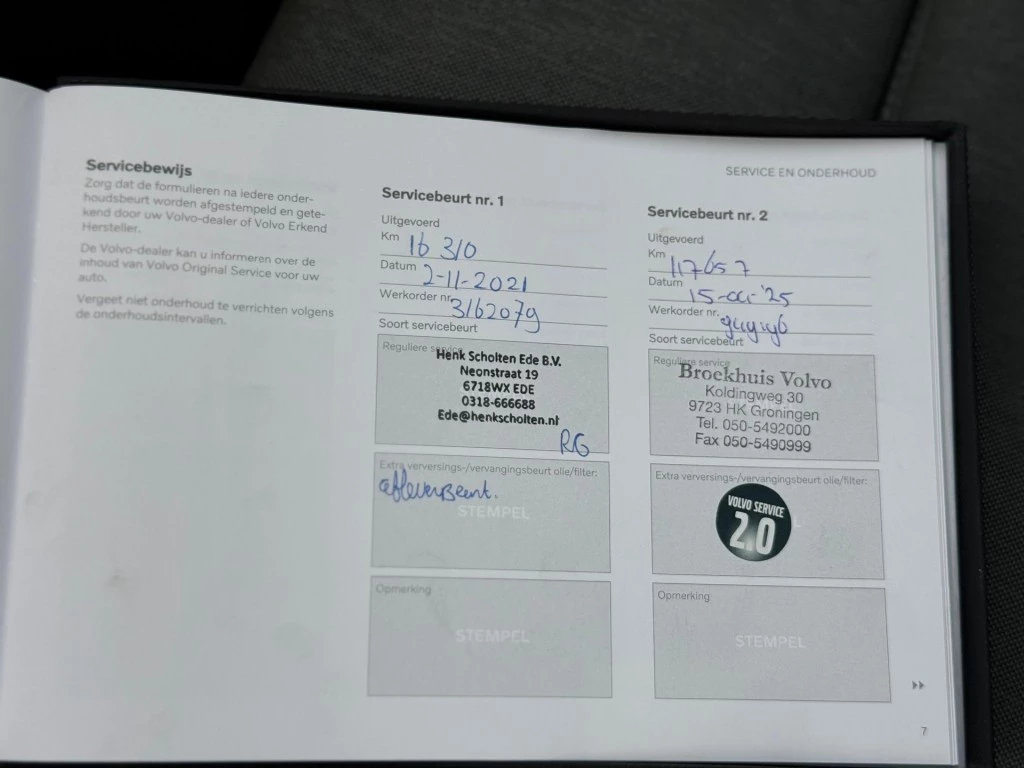 SERVICE EN ONDERHOUD
Servicebewijs
Zorg dat de formulieren na iedere onder-
houdsbeurt worden afgestempeld en gete-
kend door uw Volvo-dealer of Volvo Erkend
Hersteller.
De Volvo-dealer kan u informeren over de
inhoud van Volvo Original Service voor uw
auto.
Vergeet niet onderhoud te verrichten volgens
de onderhoudsintervallen.
Servicebeurt nr. 1
Uitgevoerd
Km 16 310
Datum 2-11-2021
Werkorder nr. 3162079
Soort servicebeurt
Reguliere service
Henk Scholten Ede B.V.
Neonstraat 19
6718WX EDE
0318-666688
Ede@henkscholten.nl
RG
Extra verversings-/vervangingsbeurt olie/filter:
afleverbeurt.
STEMPEL
Opmerking
STEMPEL
Servicebeurt nr. 2
Uitgevoerd
Km 117657
Datum 15-oct-'25
Werkorder nr.
Soort servicebeurt
Reguliere service
Broekhuis Volvo
Koldingweg 30
9723 HK Groningen
Tel. 050-5492000
Fax 050-5490999
Extra verversings-/vervangingsbeurt olie/filter:
VOLVO SERVICE
2.0
Opmerking
STEMPEL
7